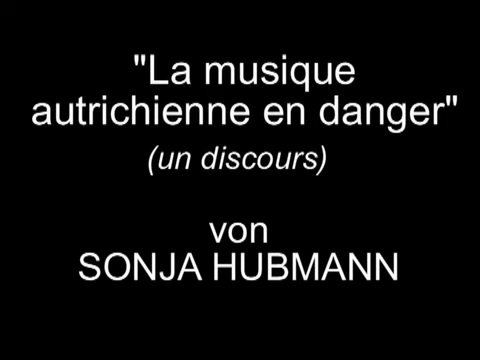 "La musique
autrichienne en danger"
(un discours)
von
SONJA HUBMANN